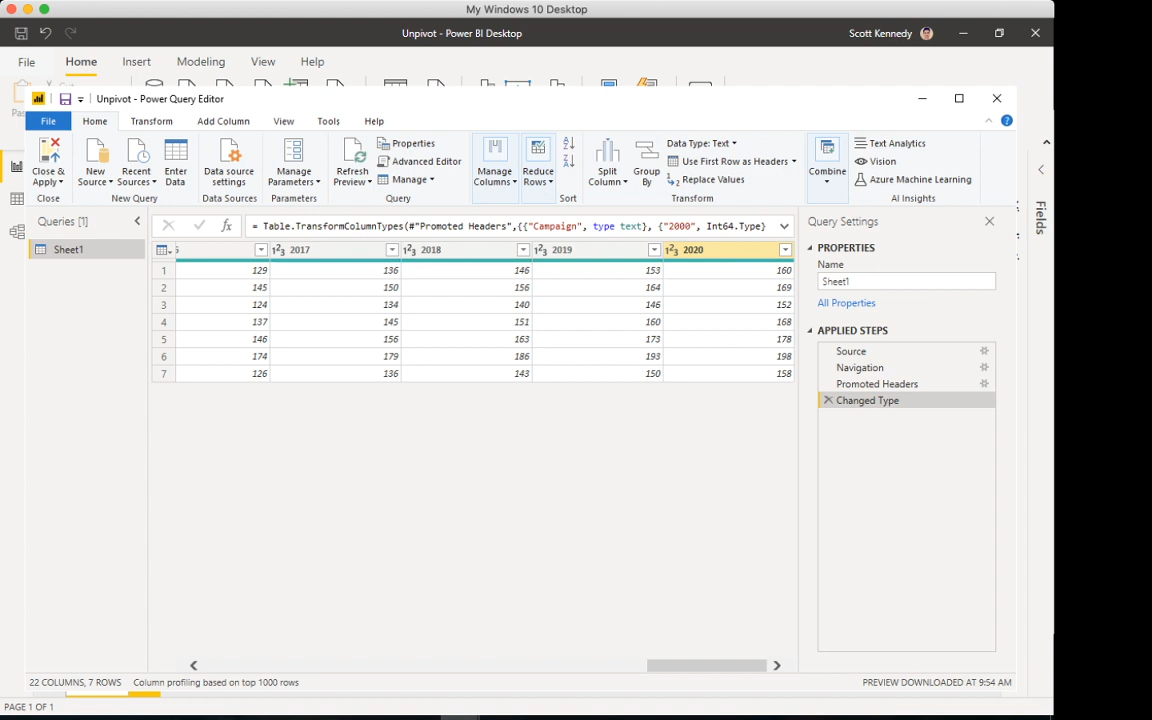 My Windows 10 Desktop
Unpivot - Power BI Desktop
Scott Kennedy
File Home Insert Modeling View Help
Unpivot - Power Query Editor
File Home Transform Add Column View Tools Help
Close & Apply
Close
New Source
Recent Sources
Enter Data
New Query
Data source settings
Data Sources
Manage Parameters
Parameters
Refresh Preview
Properties
Advanced Editor
Manage
Query
Manage Columns
Reduce Rows
Sort
Split Column
Group By
Data Type: Text
Use First Row as Headers
Replace Values
Transform
Combine
Text Analytics
Vision
Azure Machine Learning
AI Insights
Queries [1]
Sheet1
= Table.TransformColumnTypes(#"Promoted Headers",{{"Campaign", type text}, {"2000", Int64.Type}
2017 2018 2019 2020
1 129 136 146 153 160
2 145 150 156 164 169
3 124 134 140 146 152
4 137 145 151 160 168
5 146 156 163 173 178
6 174 179 186 193 198
7 126 136 143 150 158
Query Settings
PROPERTIES
Name
Sheet1
All Properties
APPLIED STEPS
Source
Navigation
Promoted Headers
Changed Type
Fields
22 COLUMNS, 7 ROWS Column profiling based on top 1000 rows
PREVIEW DOWNLOADED AT 9:54 AM
PAGE 1 OF 1